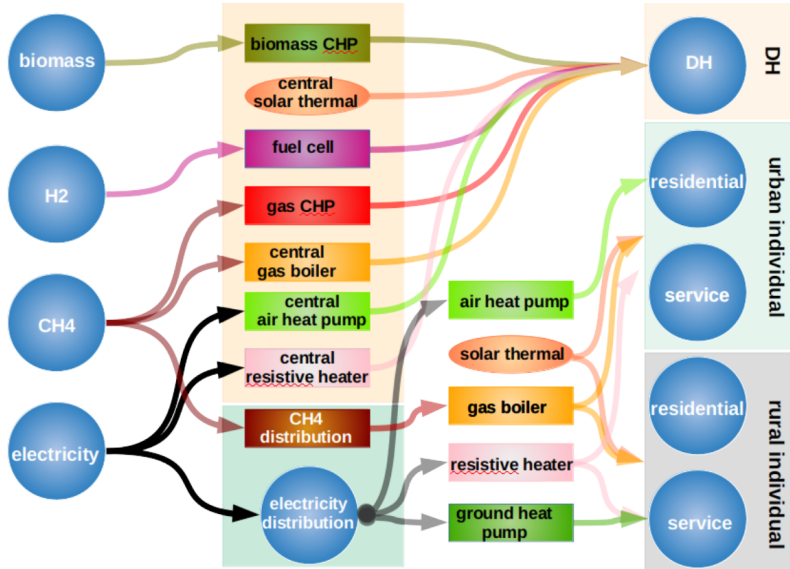 biomass
H2
CH4
electricity
biomass CHP
central
solar thermal
fuel cell
gas CHP
central
gas boiler
central
air heat pump
central
resistive heater
CH4
distribution
electricity
distribution
air heat pump
solar thermal
gas boiler
resistive heater
ground heat
pump
DH
DH
residential
service
urban individual
residential
service
rural individual